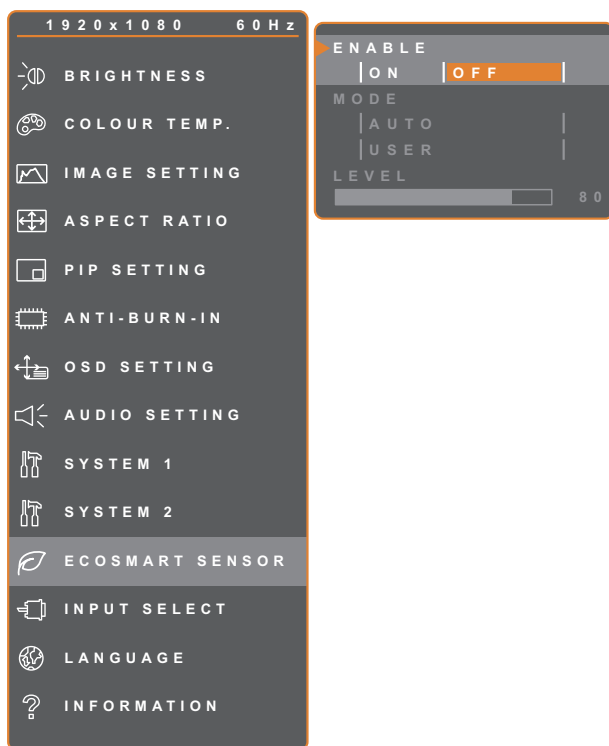 1920x1080 60Hz
BRIGHTNESS
COLOUR TEMP.
IMAGE SETTING
ASPECT RATIO
PIP SETTING
ANTI-BURN-IN
OSD SETTING
AUDIO SETTING
SYSTEM 1
SYSTEM 2
ECOSMART SENSOR
INPUT SELECT
LANGUAGE
INFORMATION
ENABLE
ON OFF
MODE
AUTO
USER
LEVEL
80